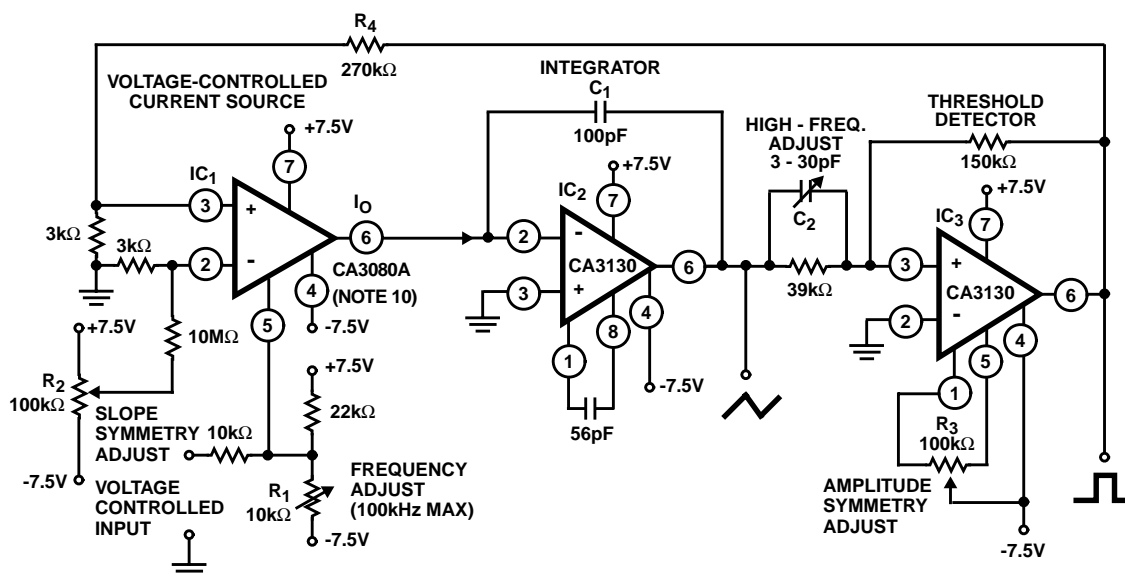 R4
270kΩ
VOLTAGE-CONTROLLED
CURRENT SOURCE
+7.5V
7
IC1
3
+
3kΩ
3kΩ
2
-
IO
6
CA3080A
(NOTE 10)
4
-7.5V
5
10MΩ
+7.5V
R2
100kΩ
-7.5V
SLOPE
SYMMETRY
ADJUST
10kΩ
VOLTAGE
CONTROLLED
INPUT
+7.5V
22kΩ
R1
10kΩ
FREQUENCY
ADJUST
(100kHz MAX)
-7.5V
INTEGRATOR
C1
100pF
+7.5V
IC2
7
2
-
CA3130
6
3
+
8
4
1
-7.5V
56pF
HIGH - FREQ.
ADJUST
3 - 30pF
C2
39kΩ
THRESHOLD
DETECTOR
150kΩ
+7.5V
IC3
7
3
+
CA3130
6
2
-
4
5
1
R3
100kΩ
AMPLITUDE
SYMMETRY
ADJUST
-7.5V